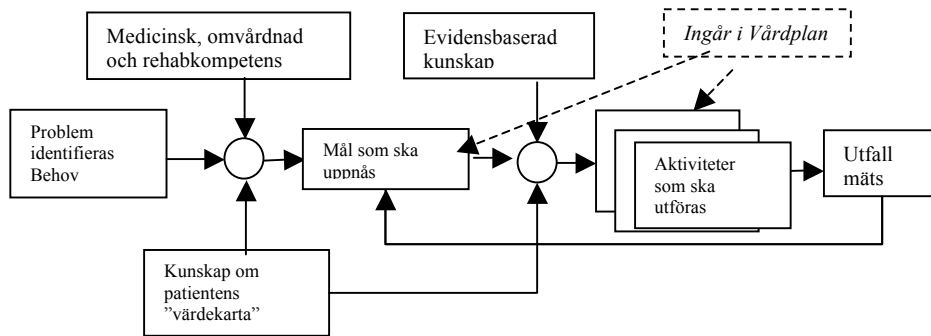 Medicinsk, omvårdnad
och rehabkompetens
Evidensbaserad
kunskap
Ingår i Vårdplan
Problem
identifieras
Behov
Mål som ska
uppnås
Aktiviteter
som ska
utföras
Utfall
mäts
Kunskap om
patientens
”värdekarta”